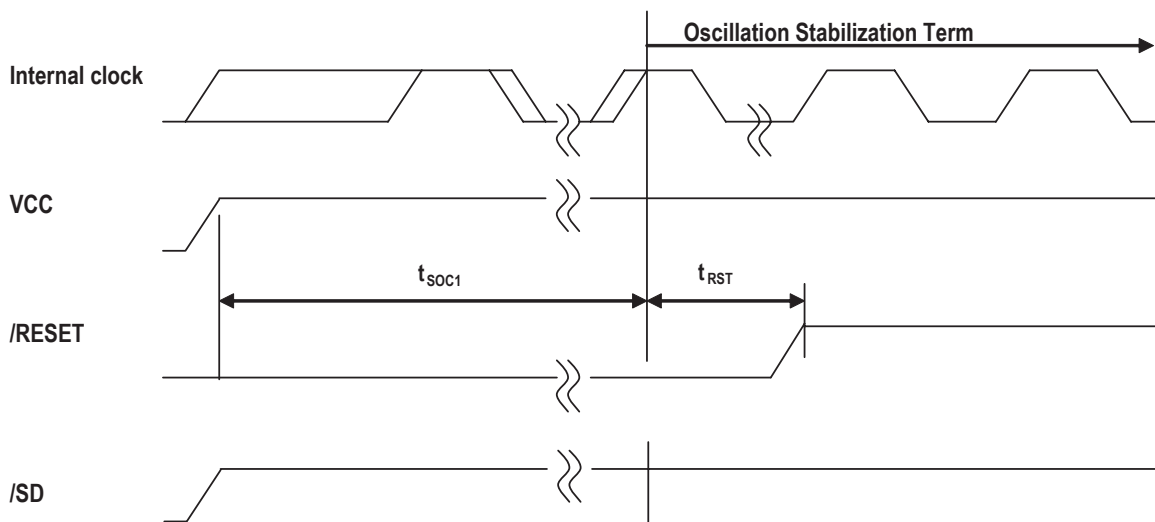 Oscillation Stabilization Term
Internal clock
VCC
tSOC1
tRST
/RESET
/SD